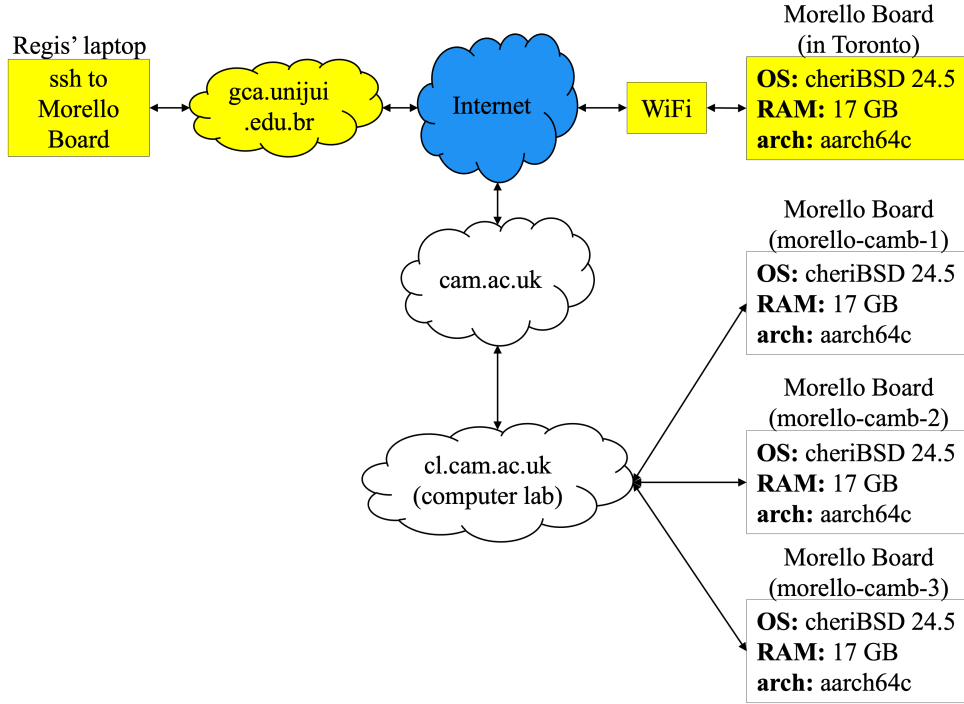 Regis’ laptop
ssh to
Morello
Board
gca.unijui
.edu.br
Internet
WiFi
Morello Board
(in Toronto)
OS: cheriBSD 24.5
RAM: 17 GB
arch: aarch64c
cam.ac.uk
Morello Board
(morello-camb-1)
OS: cheriBSD 24.5
RAM: 17 GB
arch: aarch64c
cl.cam.ac.uk
(computer lab)
Morello Board
(morello-camb-2)
OS: cheriBSD 24.5
RAM: 17 GB
arch: aarch64c
Morello Board
(morello-camb-3)
OS: cheriBSD 24.5
RAM: 17 GB
arch: aarch64c